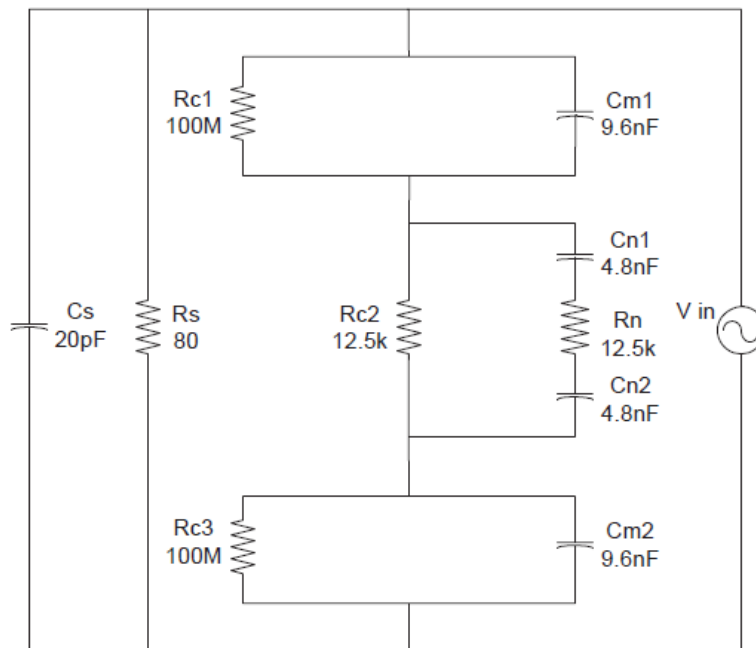 Rc1
100M
Cm1
9.6nF
Cn1
4.8nF
Cs
20pF
Rs
80
Rc2
12.5k
Rn
12.5k
V in
Cn2
4.8nF
Rc3
100M
Cm2
9.6nF